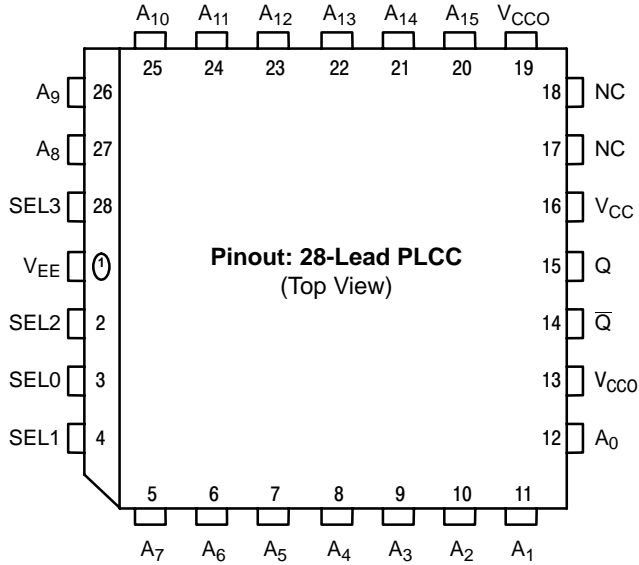 A10 A11 A12 A13 A14 A15 VCCO
25 24 23 22 21 20 19
A9 26 18 NC
A8 27 17 NC
SEL3 28 16 VCC
Pinout: 28-Lead PLCC
VEE 1 15 Q
(Top View)
SEL2 2 14 Q̅
SEL0 3 13 VCCO
SEL1 4 12 A0
5 6 7 8 9 10 11
A7 A6 A5 A4 A3 A2 A1